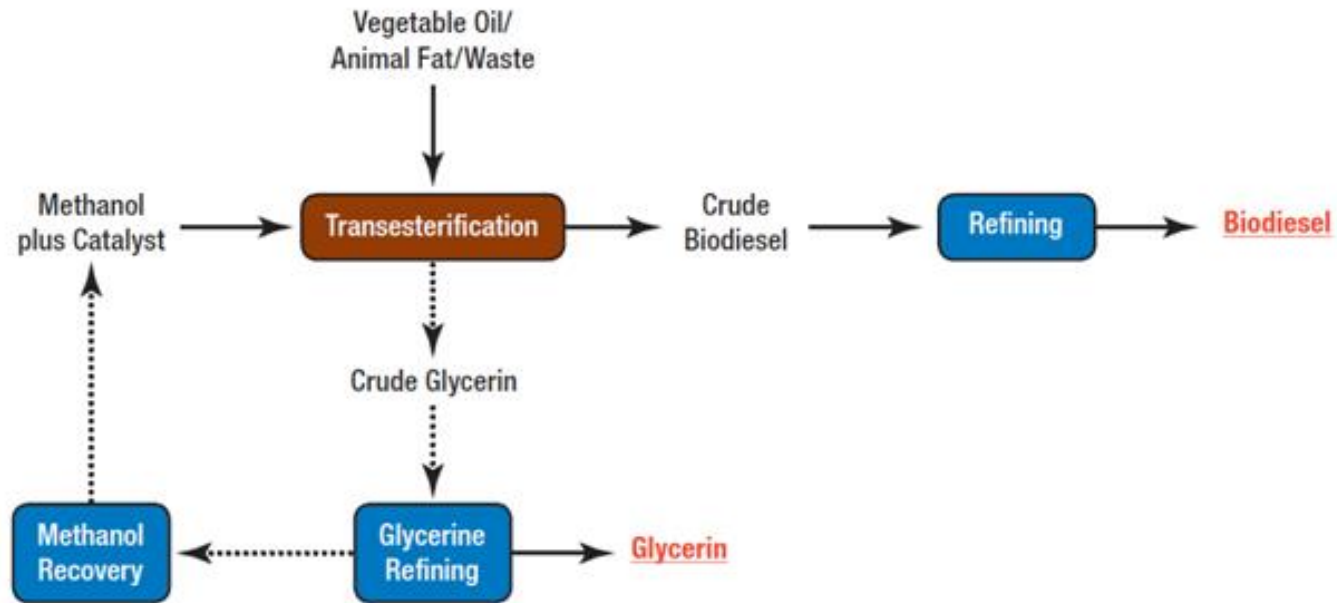 Vegetable Oil/
Animal Fat/Waste
Methanol
plus Catalyst
Transesterification
Crude
Biodiesel
Refining
Biodiesel
Crude Glycerin
Methanol
Recovery
Glycerine
Refining
Glycerin